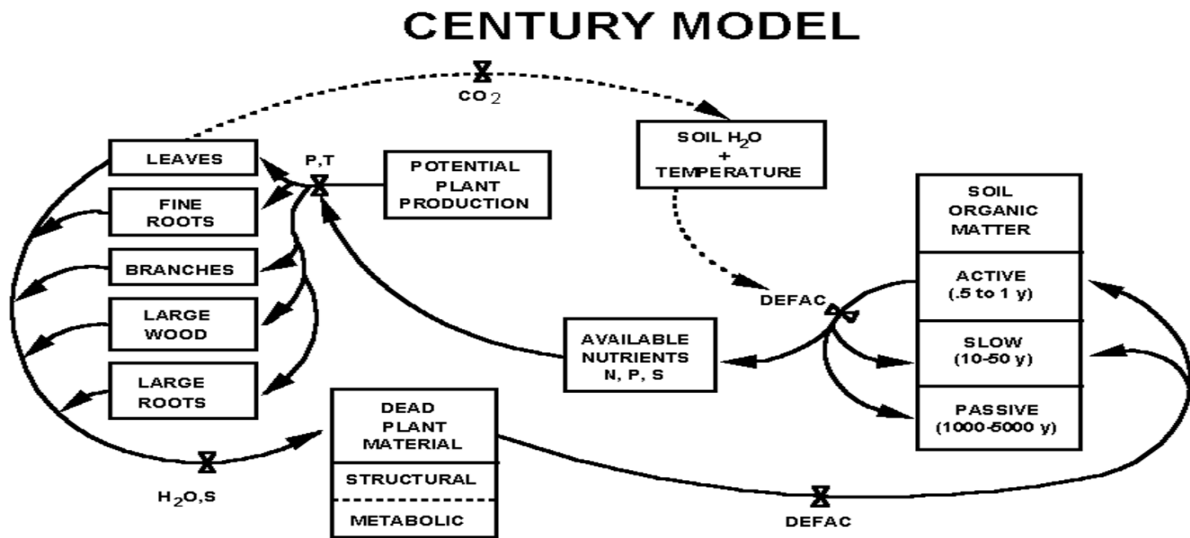 CENTURY MODEL
CO2
LEAVES
FINE
ROOTS
BRANCHES
LARGE
WOOD
LARGE
ROOTS
P,T
POTENTIAL
PLANT
PRODUCTION
SOIL H2O
+
TEMPERATURE
SOIL
ORGANIC
MATTER
ACTIVE
(.5 to 1 y)
SLOW
(10-50 y)
PASSIVE
(1000-5000 y)
DEFAC
AVAILABLE
NUTRIENTS
N, P, S
DEAD
PLANT
MATERIAL
STRUCTURAL
METABOLIC
H2O,S
DEFAC